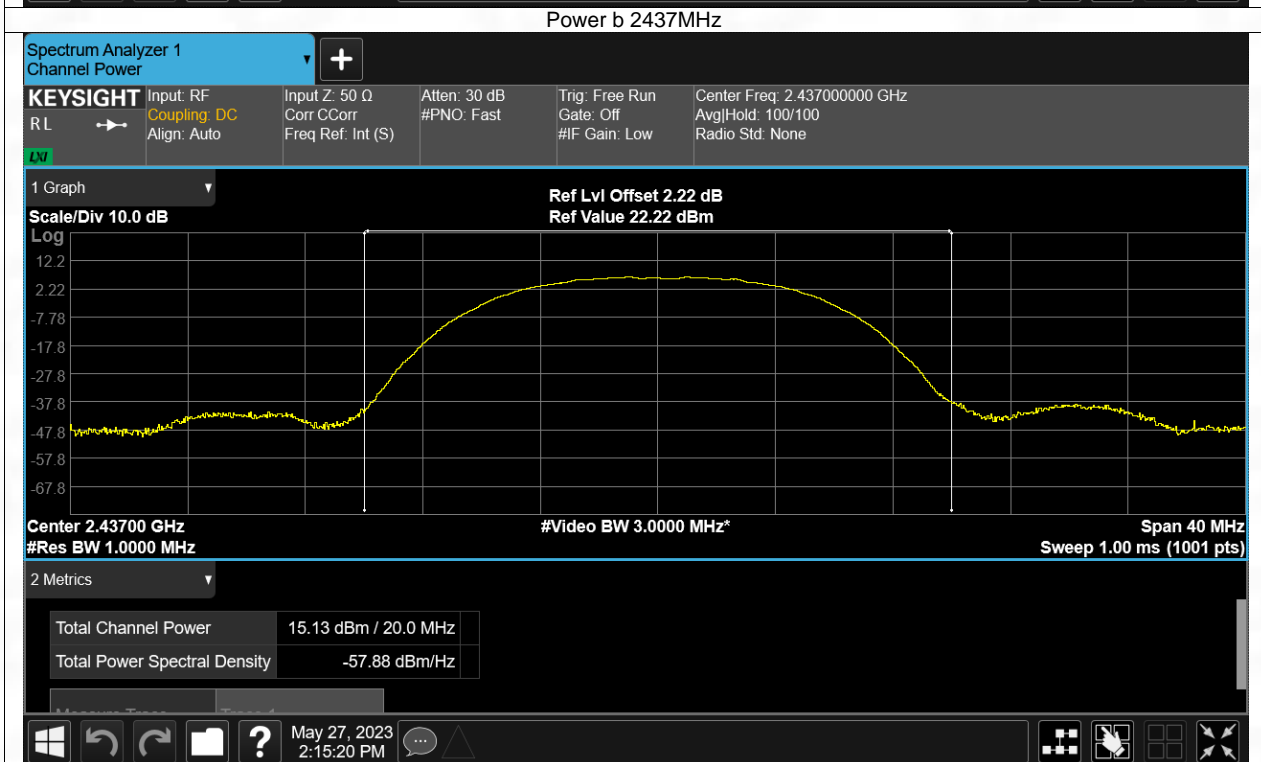 Power b 2437MHz
Spectrum Analyzer 1
Channel Power
KEYSIGHT
R L
LXI
Input: RF
Coupling: DC
Align: Auto
Input Z: 50 Ω
Corr CCorr
Freq Ref: Int (S)
Atten: 30 dB
#PNO: Fast
Trig: Free Run
Gate: Off
#IF Gain: Low
Center Freq: 2.437000000 GHz
Avg|Hold: 100/100
Radio Std: None
1 Graph
Ref Lvl Offset 2.22 dB
Scale/Div 10.0 dB
Ref Value 22.22 dBm
Log
12.2
2.22
-7.78
-17.8
-27.8
-37.8
-47.8
-57.8
-67.8
Center 2.43700 GHz
#Video BW 3.0000 MHz*
Span 40 MHz
#Res BW 1.0000 MHz
Sweep 1.00 ms (1001 pts)
2 Metrics
Total Channel Power 15.13 dBm / 20.0 MHz
Total Power Spectral Density -57.88 dBm/Hz
?
May 27, 2023
2:15:20 PM